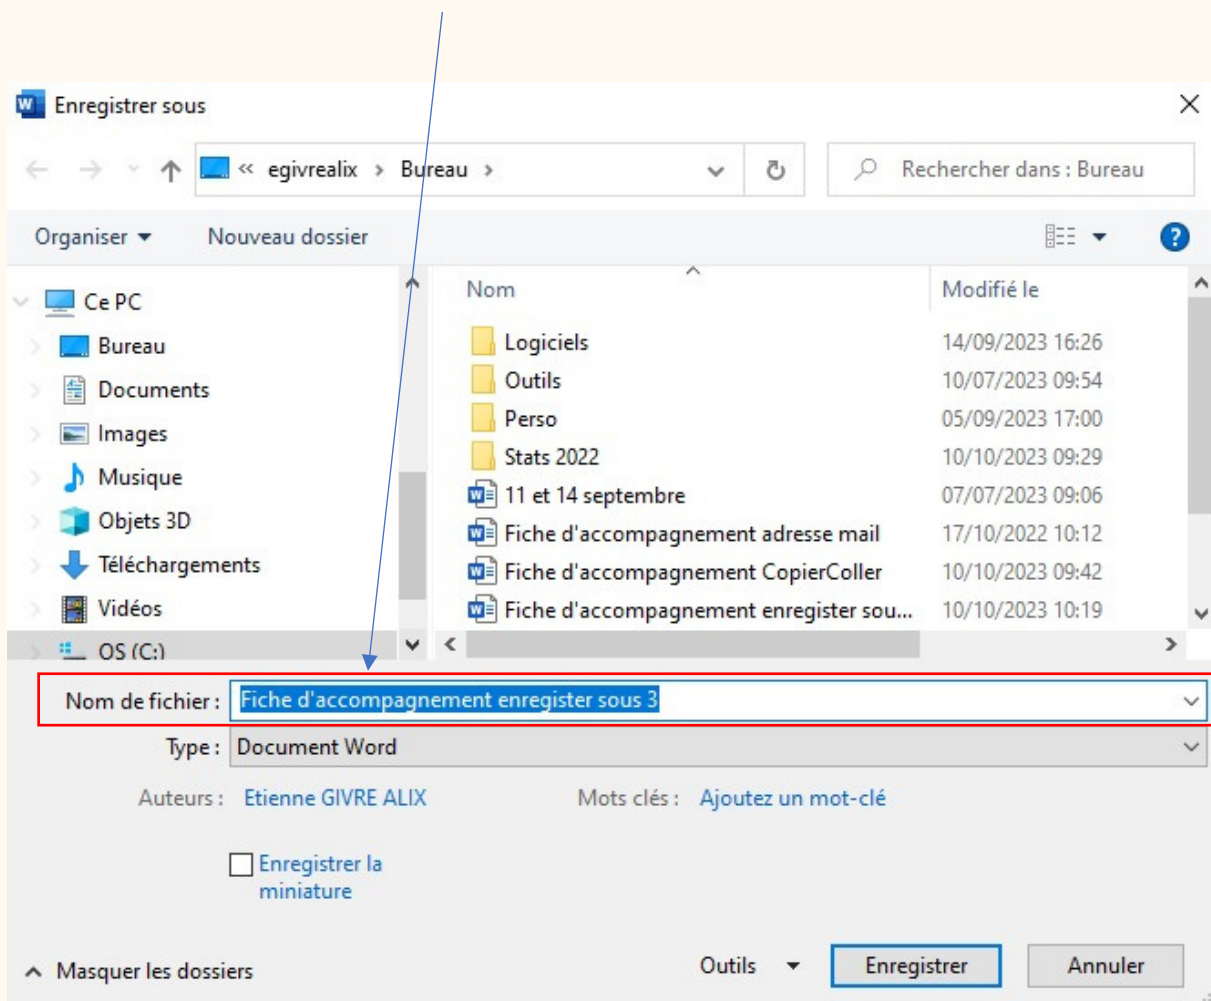 Enregistrer sous
« egivrealix > Bureau >
Rechercher dans : Bureau
Organiser
Nouveau dossier
?
Ce PC
Bureau
Documents
Images
Musique
Objets 3D
Téléchargements
Vidéos
OS (C:)
Nom
Modifié le
Logiciels 14/09/2023 16:26
Outils 10/07/2023 09:54
Perso 05/09/2023 17:00
Stats 2022 10/10/2023 09:29
11 et 14 septembre 07/07/2023 09:06
Fiche d'accompagnement adresse mail 17/10/2022 10:12
Fiche d'accompagnement CopierColler 10/10/2023 09:42
Fiche d'accompagnement enregister sou... 10/10/2023 10:19
Nom de fichier : Fiche d'accompagnement enregister sous 3
Type : Document Word
Auteurs : Etienne GIVRE ALIX
Mots clés : Ajoutez un mot-clé
Enregistrer la
miniature
Masquer les dossiers
Outils
Enregistrer
Annuler